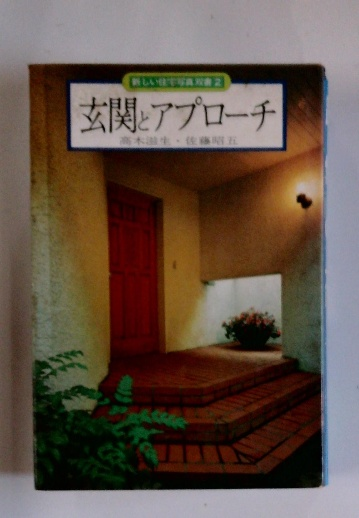 新しい住宅写真双書2
玄関とアプローチ
高木滋生・佐藤昭五